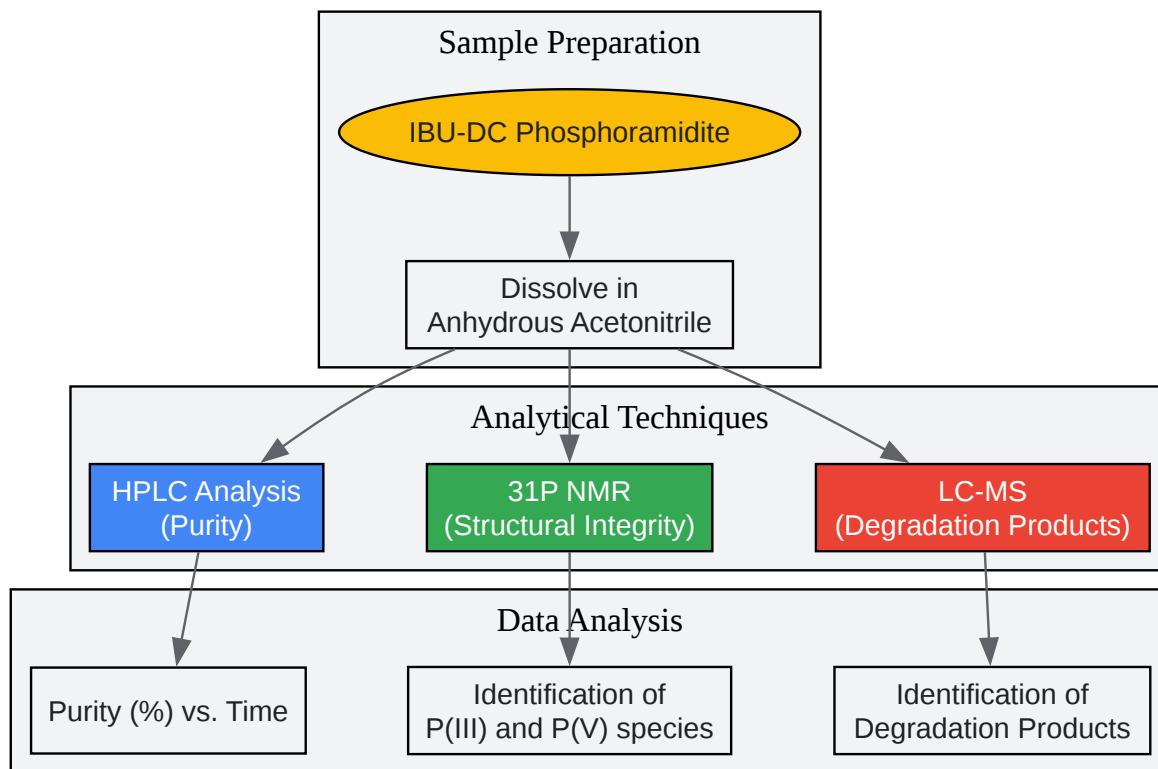 Sample Preparation
IBU-DC Phosphoramidite
Dissolve in
Anhydrous Acetonitrile
Analytical Techniques
HPLC Analysis
(Purity)
31P NMR
(Structural Integrity)
LC-MS
(Degradation Products)
Data Analysis
Purity (%) vs. Time
Identification of
P(III) and P(V) species
Identification of
Degradation Products